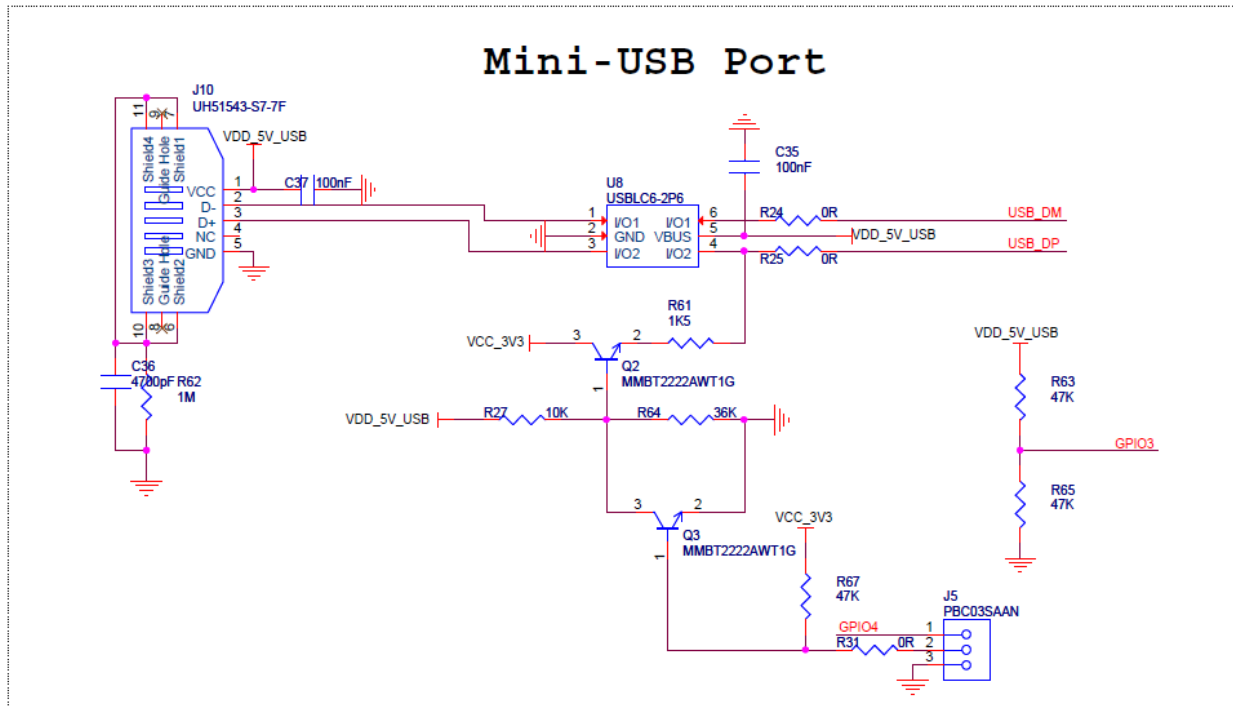 Mini-USB Port
J10
UH51543-S7-7F
11
9
7
Shield4
Guide Hole
Shield1
VDD_5V_USB
VCC
1
D-
2
D+
3
NC
4
GND
5
C37 100nF
Shield3
Guide Hole
Shield2
10
8
6
C36
4700pF
R62
1M
C35
100nF
U8
USBLC6-2P6
1
I/O1
I/O1
6
2
GND
VBUS
5
3
I/O2
I/O2
4
R24 0R
USB_DM
VDD_5V_USB
R25 0R
USB_DP
R61
1K5
VCC_3V3
3
2
1
Q2
MMBT2222AWT1G
VDD_5V_USB
R27 10K
R64 36K
3
2
1
Q3
MMBT2222AWT1G
VCC_3V3
R67
47K
GPIO4
R31 0R
J5
PBC03SAAN
1
2
3
VDD_5V_USB
R63
47K
GPIO3
R65
47K